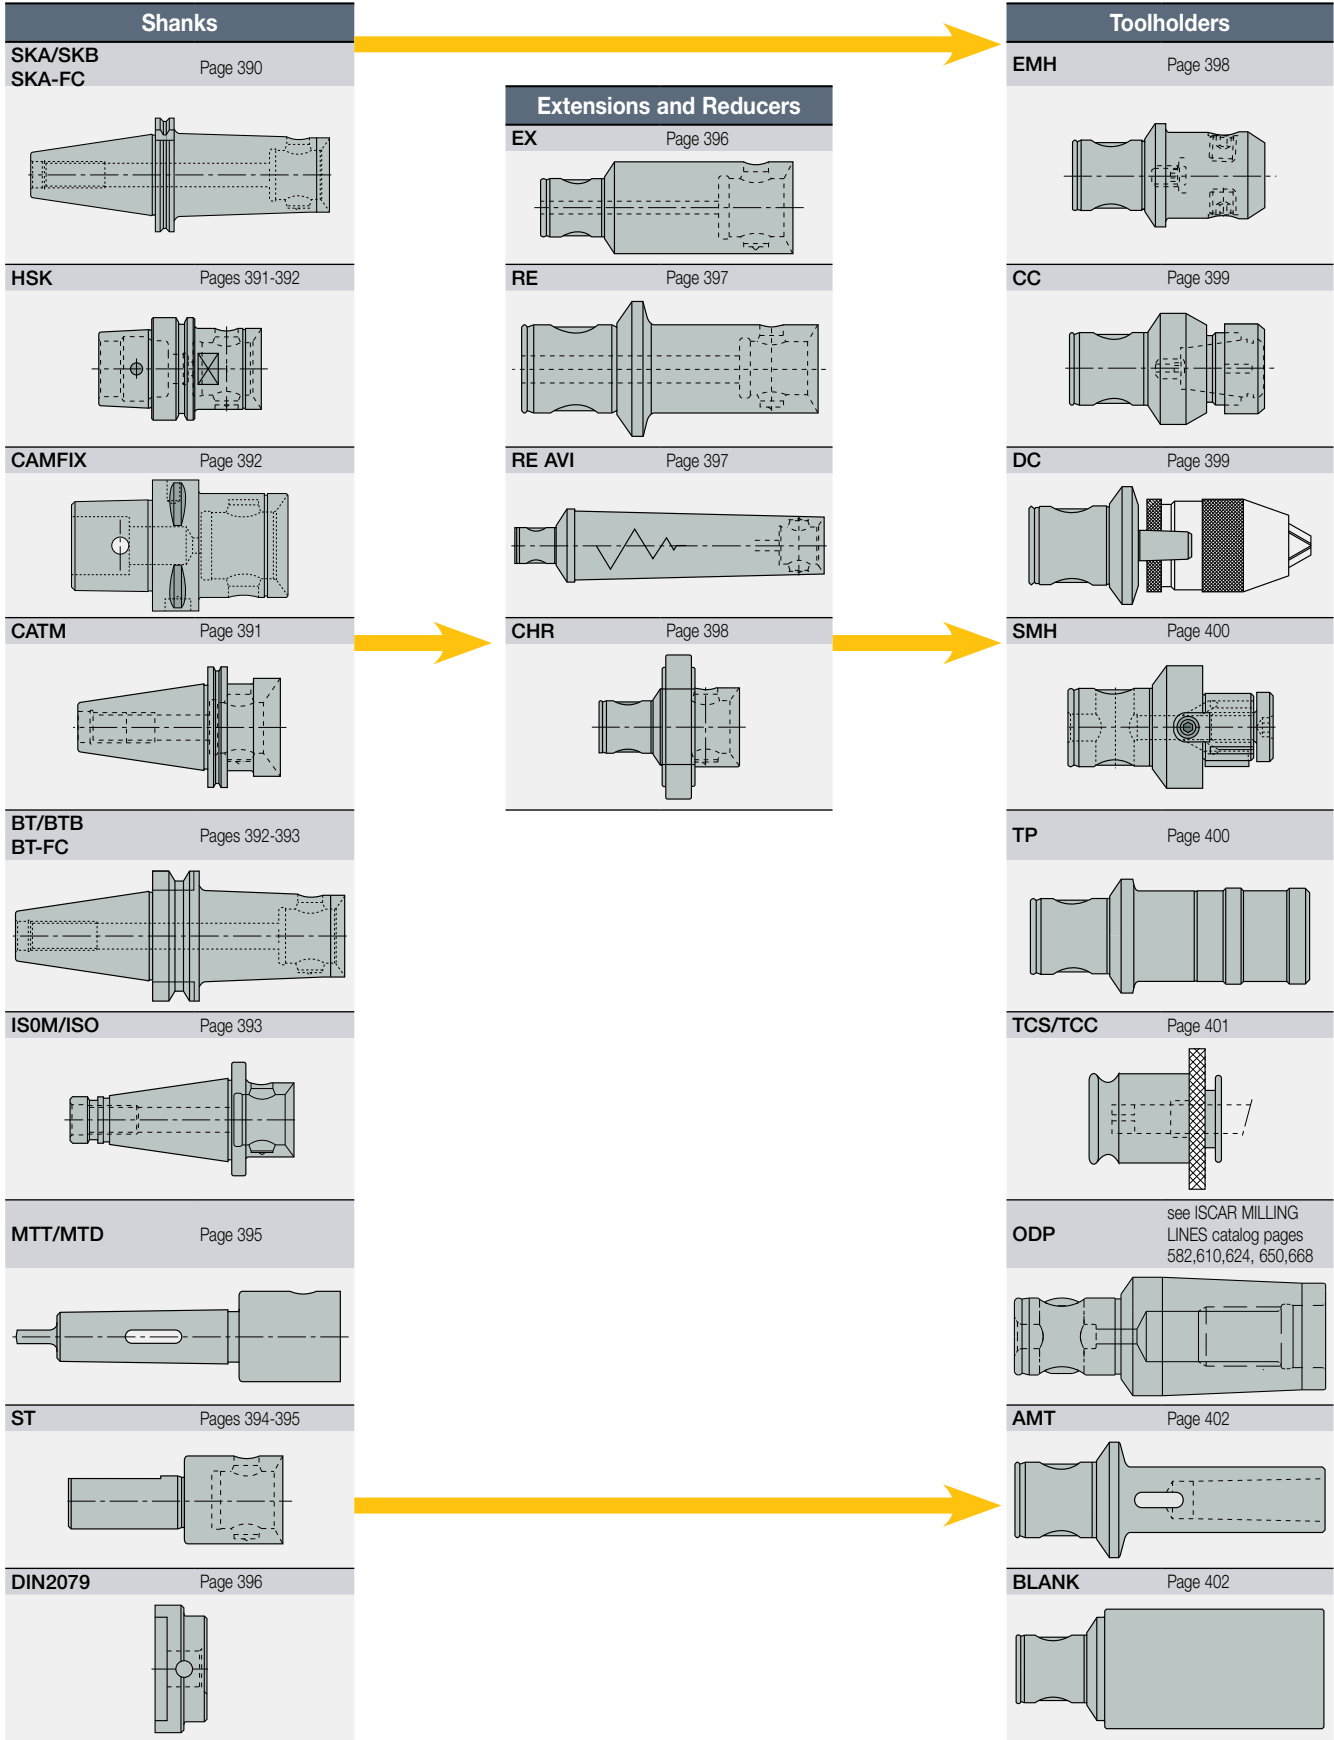 Shanks
SKA/SKB
SKA-FC
Page 390
HSK
Pages 391-392
CAMFIX
Page 392
CATM
Page 391
BT/BTB
BT-FC
Pages 392-393
IS0M/ISO
Page 393
MTT/MTD
Page 395
ST
Pages 394-395
DIN2079
Page 396
Extensions and Reducers
EX
Page 396
RE
Page 397
RE AVI
Page 397
CHR
Page 398
Toolholders
EMH
Page 398
CC
Page 399
DC
Page 399
SMH
Page 400
TP
Page 400
TCS/TCC
Page 401
ODP
see ISCAR MILLING
LINES catalog pages
582,610,624, 650,668
AMT
Page 402
BLANK
Page 402